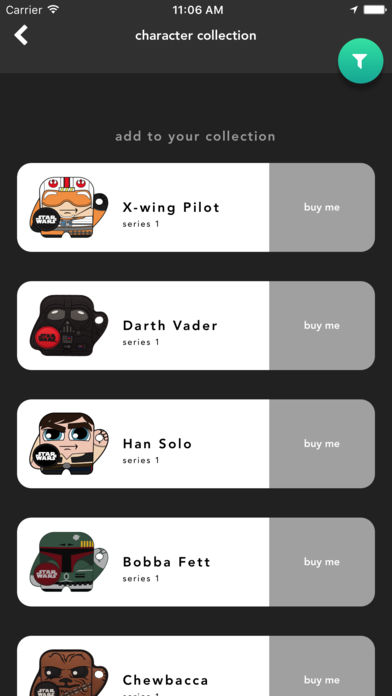 Carrier 11:06 AM
character collection
add to your collection
X-wing Pilot
series 1
buy me
STAR WARS
Darth Vader
series 1
buy me
STAR WARS
Han Solo
series 1
buy me
STAR WARS
Bobba Fett
series 1
buy me
STAR WARS
Chewbacca
series 1
buy me
STAR WARS